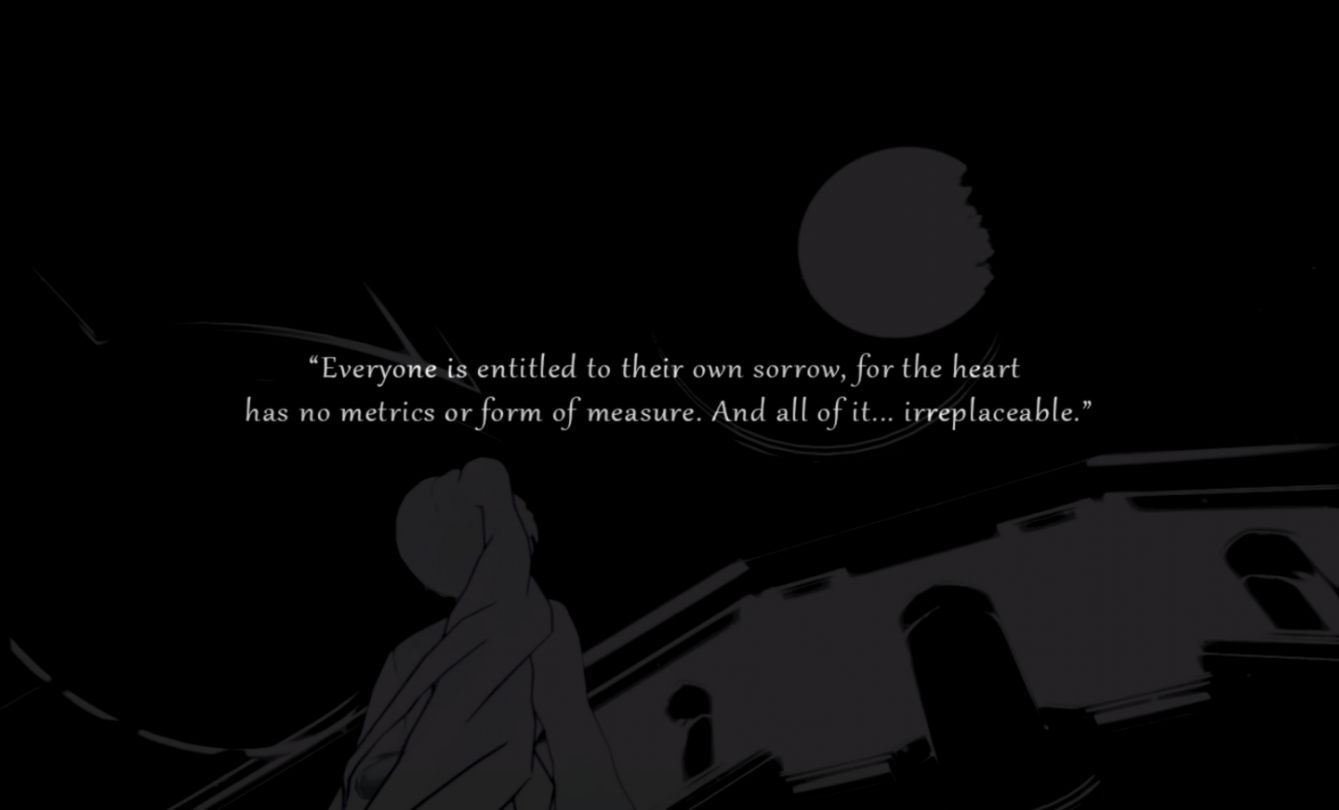 “Everyone is entitled to their own sorrow, for the heart
has no metrics or form of measure. And all of it... irreplaceable.”